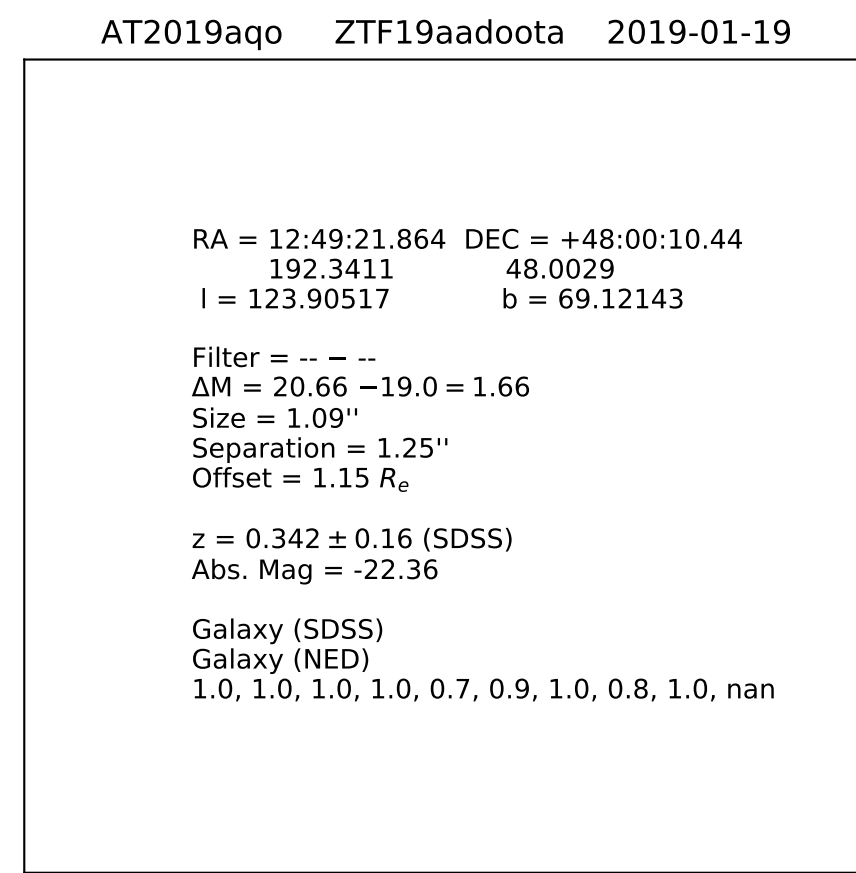 AT2019aqo ZTF19aadoota 2019-01-19
RA = 12:49:21.864 DEC = +48:00:10.44
192.3411 48.0029
l = 123.90517 b = 69.12143
Filter = -- − --
ΔM = 20.66 −19.0 = 1.66
Size = 1.09''
Separation = 1.25''
Offset = 1.15 Rₑ
z = 0.342 ± 0.16 (SDSS)
Abs. Mag = -22.36
Galaxy (SDSS)
Galaxy (NED)
1.0, 1.0, 1.0, 1.0, 0.7, 0.9, 1.0, 0.8, 1.0, nan